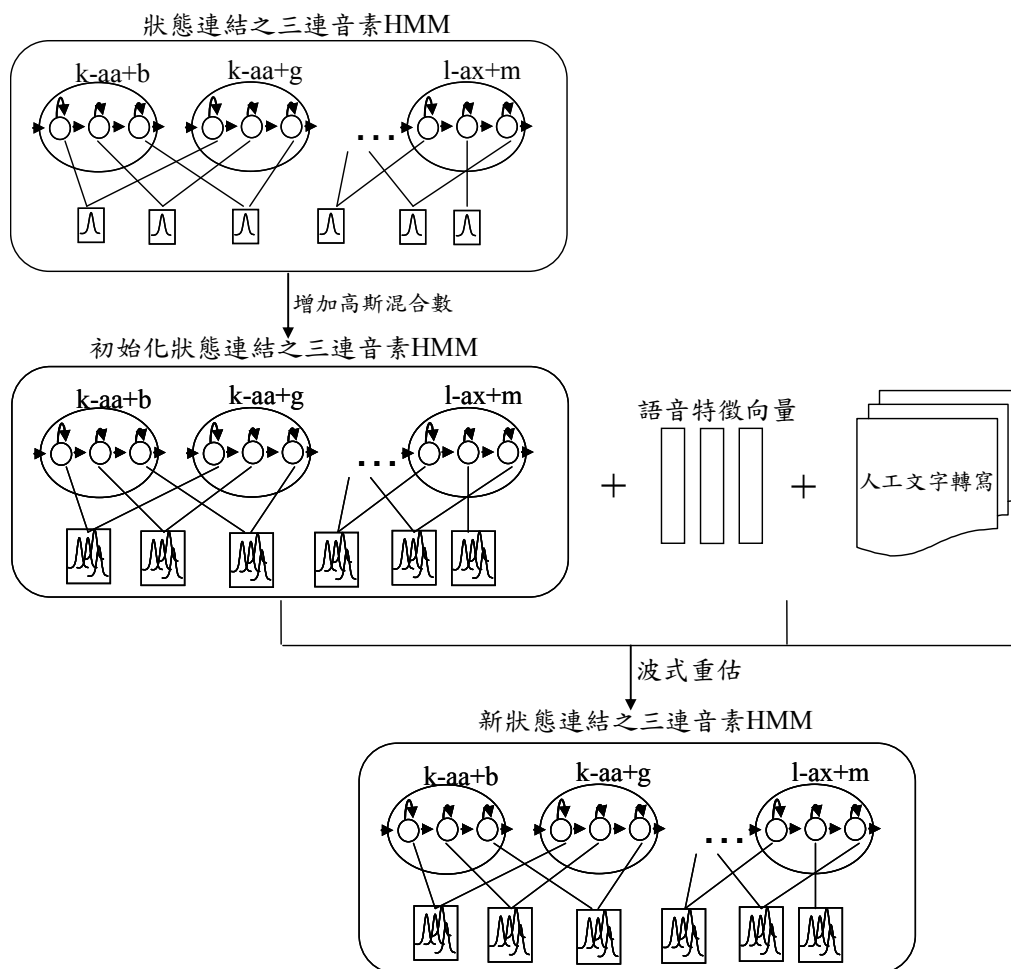 狀態連結之三連音素HMM
k-aa+b k-aa+g l-ax+m
...
增加高斯混合數
初始化狀態連結之三連音素HMM
k-aa+b k-aa+g l-ax+m
...
語音特徵向量
+ +
人工文字轉寫
波式重估
新狀態連結之三連音素HMM
k-aa+b k-aa+g l-ax+m
...